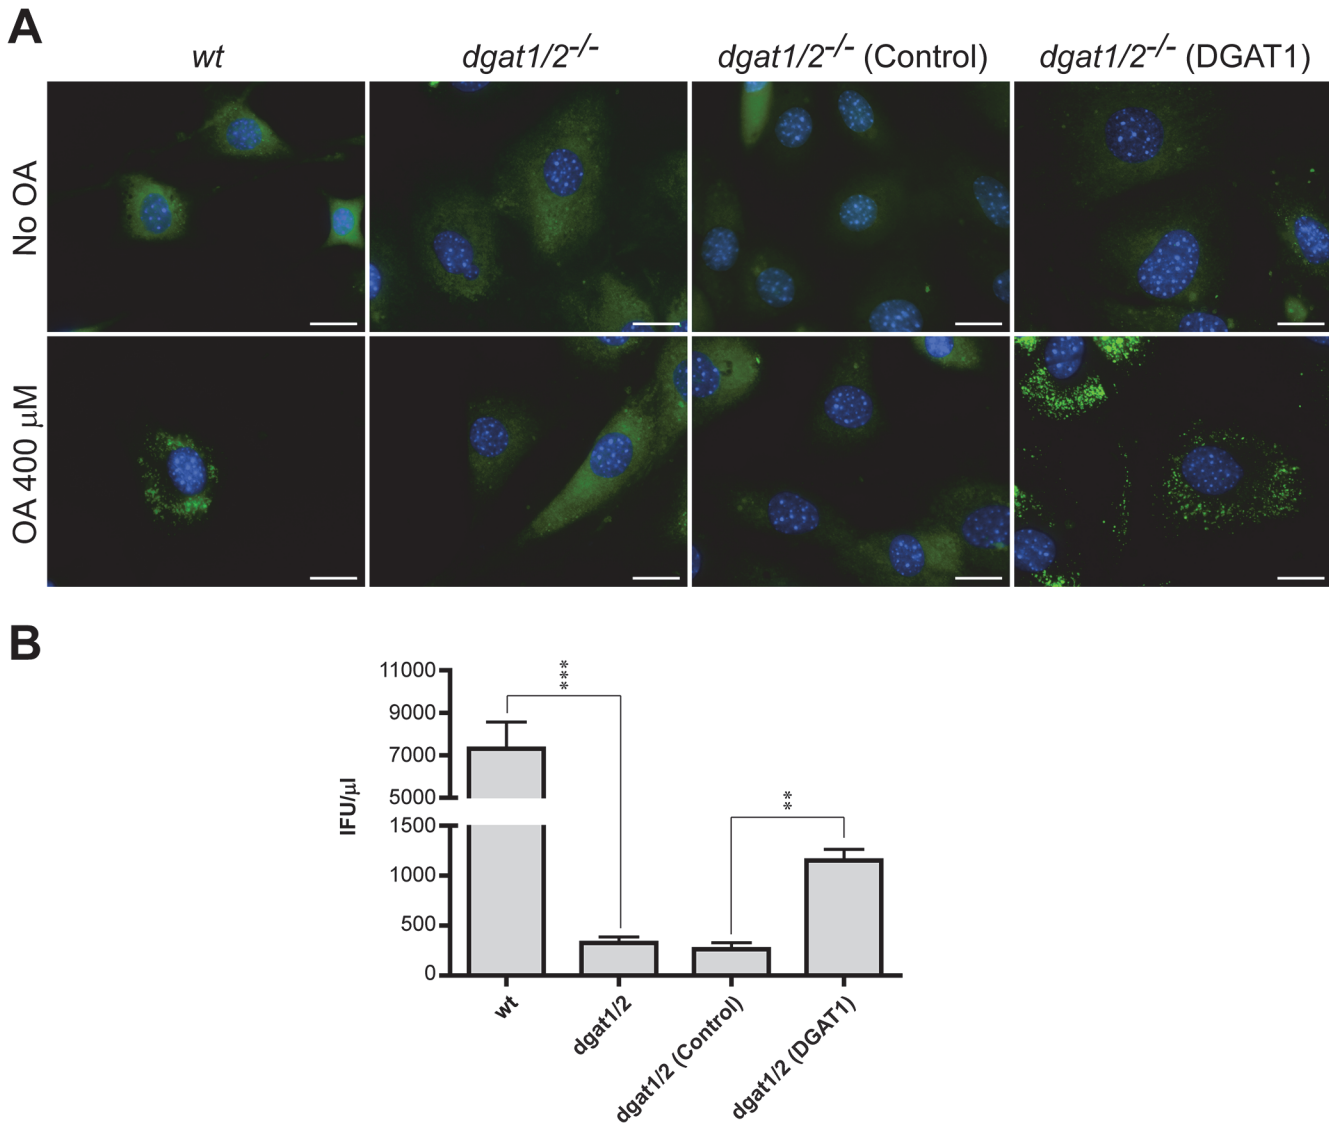 A
wt
dgat1/2-/-
dgat1/2-/- (Control)
dgat1/2-/- (DGAT1)
No OA
OA 400 μM
B
11000
9000
7000
5000
1500
1000
500
0
IFU/μl
***
**
wt
dgat1/2
dgat1/2 (Control)
dgat1/2 (DGAT1)